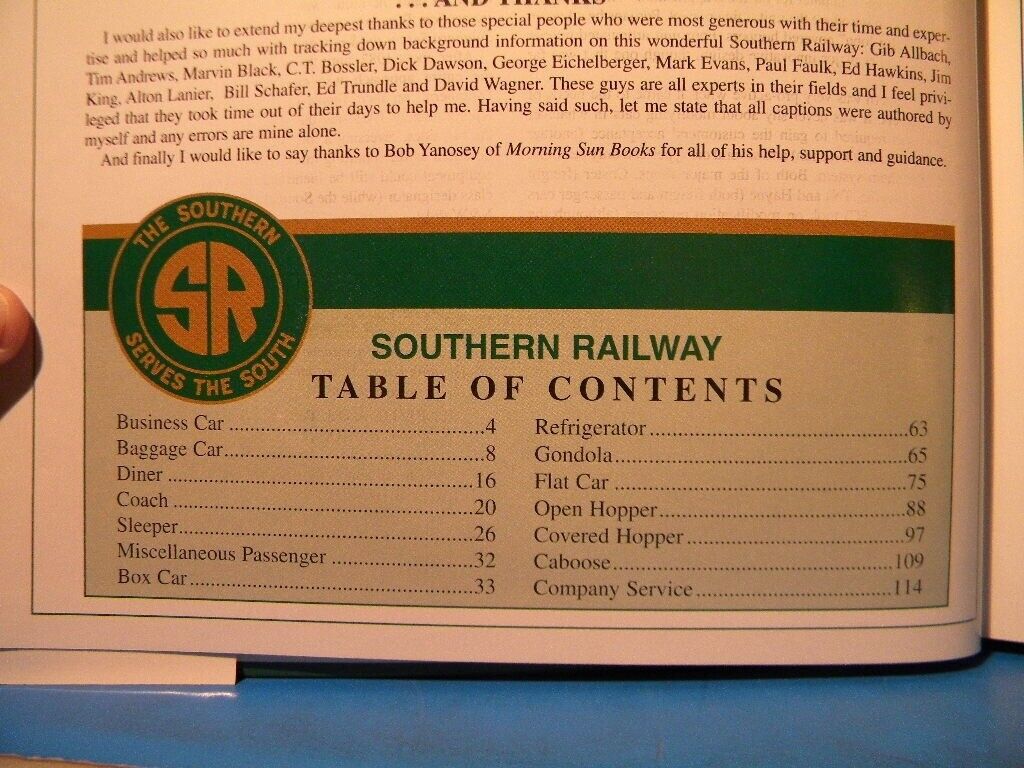 . . . AND THANKS
I would also like to extend my deepest thanks to those special people who were most generous with their time and exper-
tise and helped so much with tracking down background information on this wonderful Southern Railway: Gib Allbach,
Tim Andrews, Marvin Black, C.T. Bossler, Dick Dawson, George Eichelberger, Mark Evans, Paul Faulk, Ed Hawkins, Jim
King, Alton Lanier, Bill Schafer, Ed Trundle and David Wagner. These guys are all experts in their fields and I feel privi-
leged that they took time out of their days to help me. Having said such, let me state that all captions were authored by
myself and any errors are mine alone.
And finally I would like to say thanks to Bob Yanosey of Morning Sun Books for all of his help, support and guidance.
THE SOUTHERN
SR
SERVES THE SOUTH
SOUTHERN RAILWAY
TABLE OF CONTENTS
Business Car ................................................4
Baggage Car.................................................8
Diner ..........................................................16
Coach .........................................................20
Sleeper........................................................26
Miscellaneous Passenger ...........................32
Box Car......................................................33
Refrigerator................................................63
Gondola......................................................65
Flat Car ......................................................75
Open Hopper..............................................88
Covered Hopper.........................................97
Caboose....................................................109
Company Service.....................................114